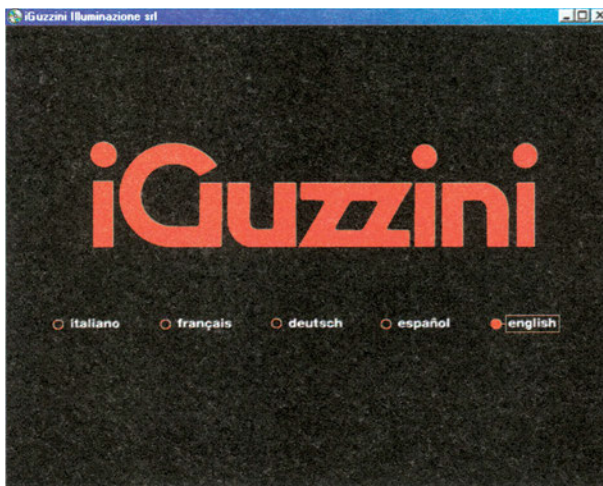 iGuzzini Illuminazione srl
iGuzzini
italiano français deutsch español english